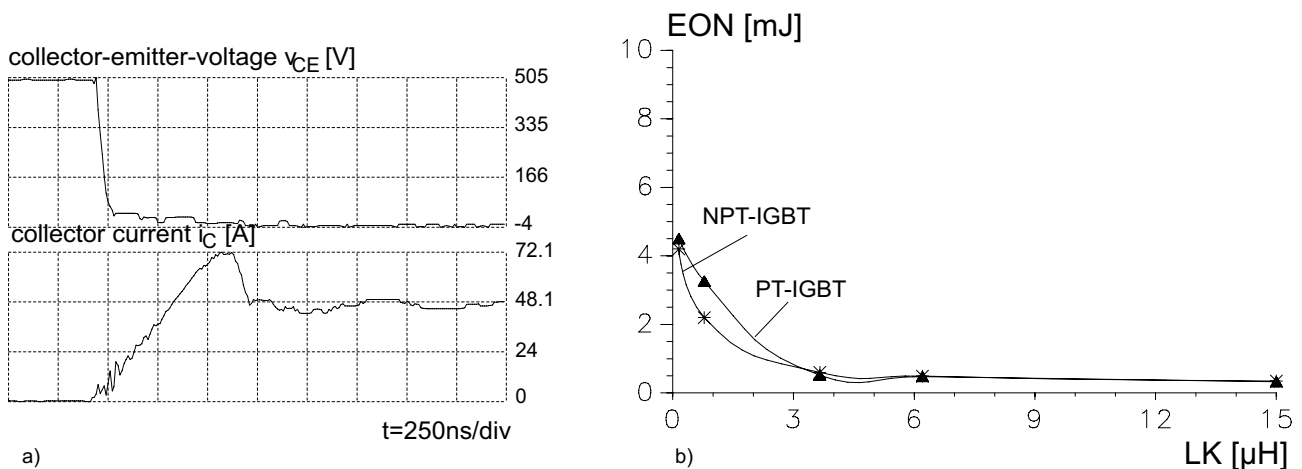 collector-emitter-voltage vCE [V]
505
335
166
-4
collector current iC [A]
72.1
48.1
24
0
t=250ns/div
a)
EON [mJ]
10
8
6
4
2
0
NPT-IGBT
PT-IGBT
0 3 6 9 12 15
LK [µH]
b)